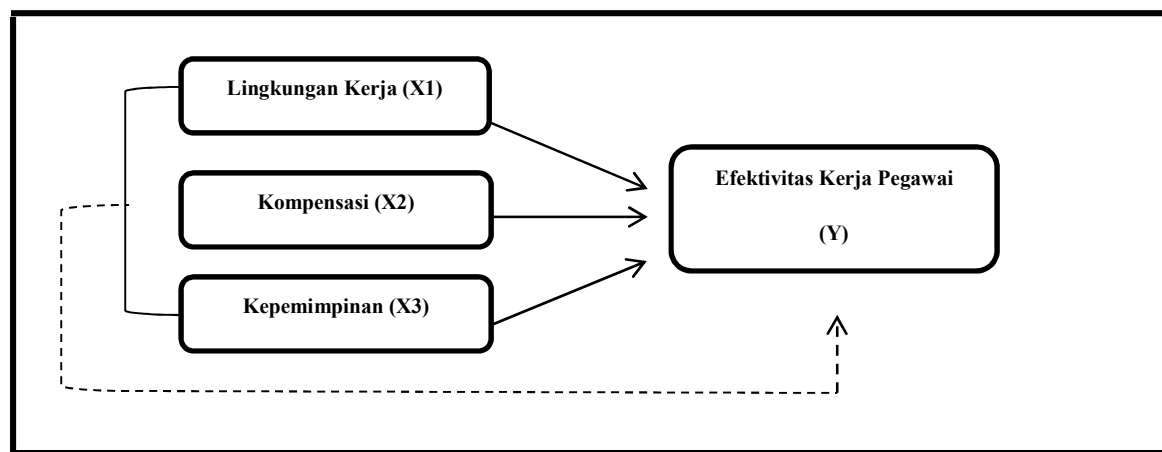 Lingkungan Kerja (X1)
Kompensasi (X2)
Kepemimpinan (X3)
Efektivitas Kerja Pegawai
(Y)